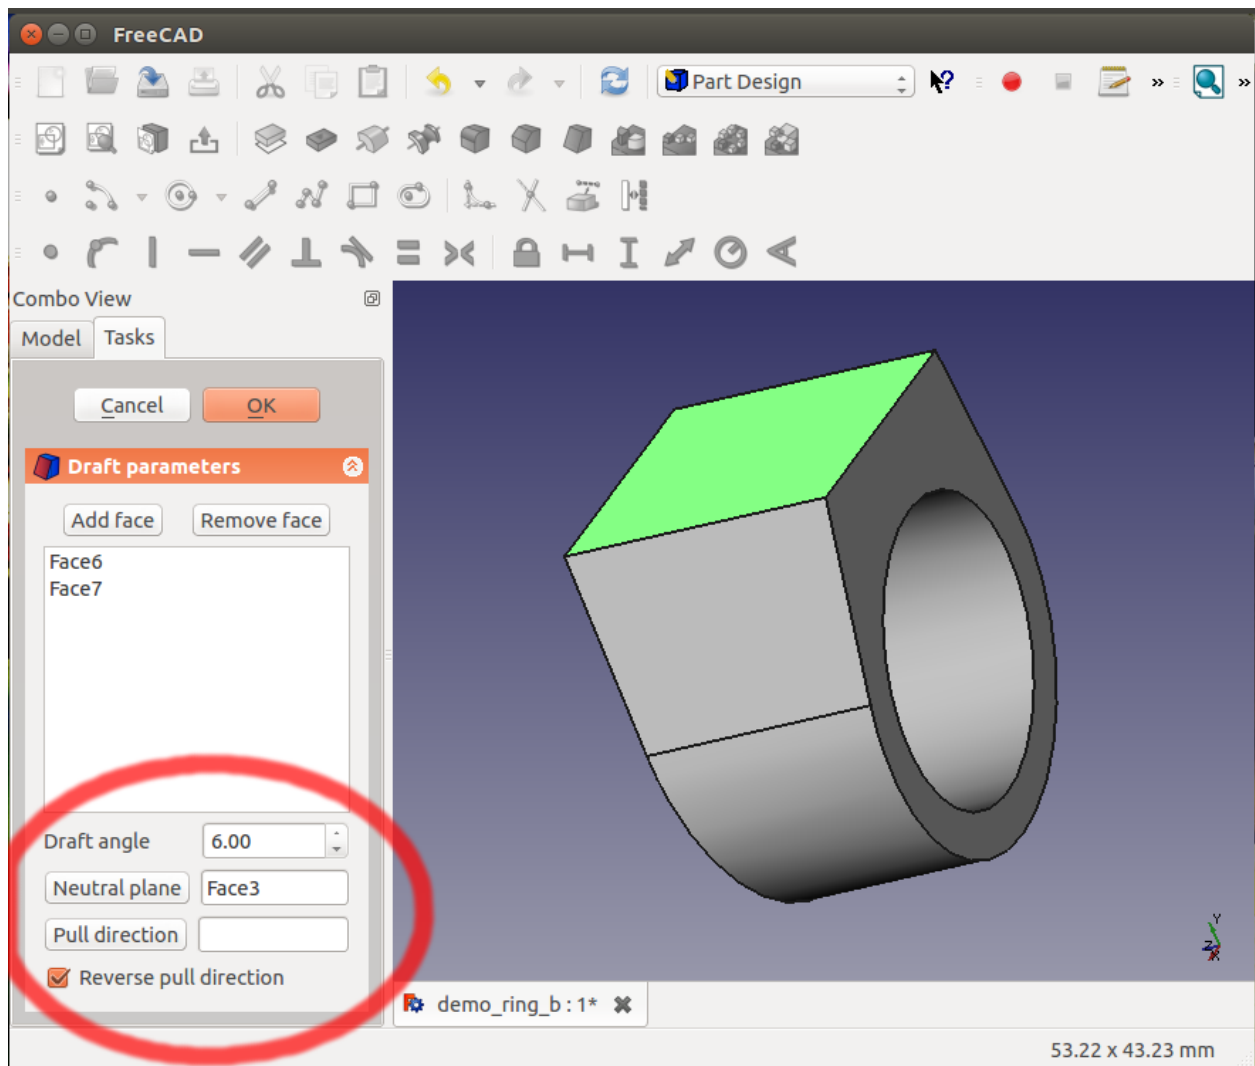 FreeCAD
Part Design
Combo View
Model Tasks
Cancel OK
Draft parameters
Add face Remove face
Face6
Face7
Draft angle 6.00
Neutral plane Face3
Pull direction
Reverse pull direction
Y
Z
X
demo_ring_b : 1*
53.22 x 43.23 mm